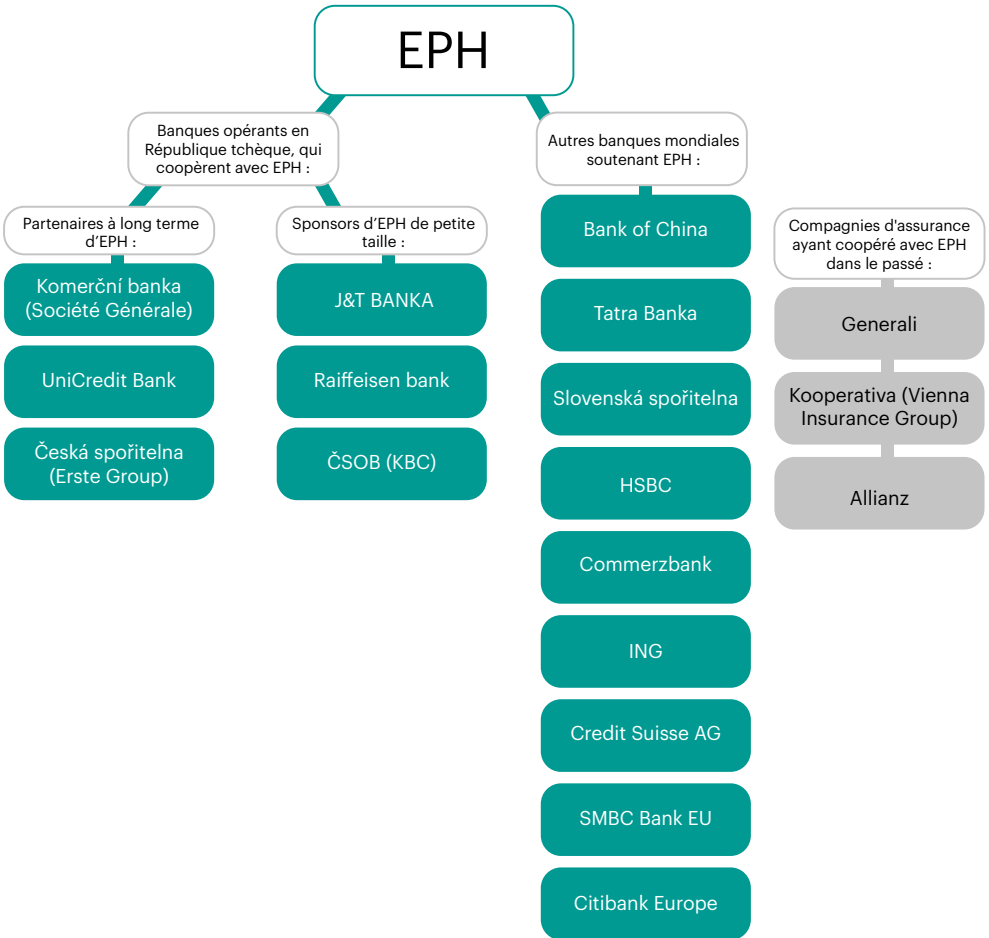 EPH
Banques opérants en
République tchèque, qui
coopèrent avec EPH :
Partenaires à long terme
d'EPH :
Komerční banka
(Société Générale)
UniCredit Bank
Česká spořitelna
(Erste Group)
Sponsors d'EPH de petite
taille :
J&T BANKA
Raiffeisen bank
ČSOB (KBC)
Autres banques mondiales
soutenant EPH :
Bank of China
Tatra Banka
Slovenská spořitelna
HSBC
Commerzbank
ING
Credit Suisse AG
SMBC Bank EU
Citibank Europe
Compagnies d'assurance
ayant coopéré avec EPH
dans le passé :
Generali
Kooperativa (Vienna
Insurance Group)
Allianz